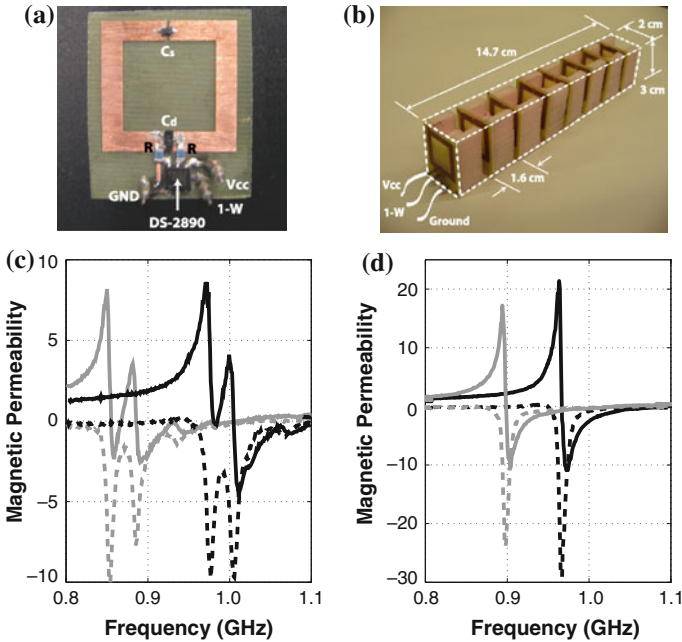 (a)
Cs
Cd
R
R
GND
Vcc
1-W
DS-2890
(b)
14.7 cm
2 cm
3 cm
1.6 cm
Vcc
1-W
Ground
(c)
10
5
0
−5
−10
0.8
0.9
1.0
1.1
Magnetic Permeability
Frequency (GHz)
(d)
20
10
0
−10
−20
−30
0.8
0.9
1.0
1.1
Magnetic Permeability
Frequency (GHz)